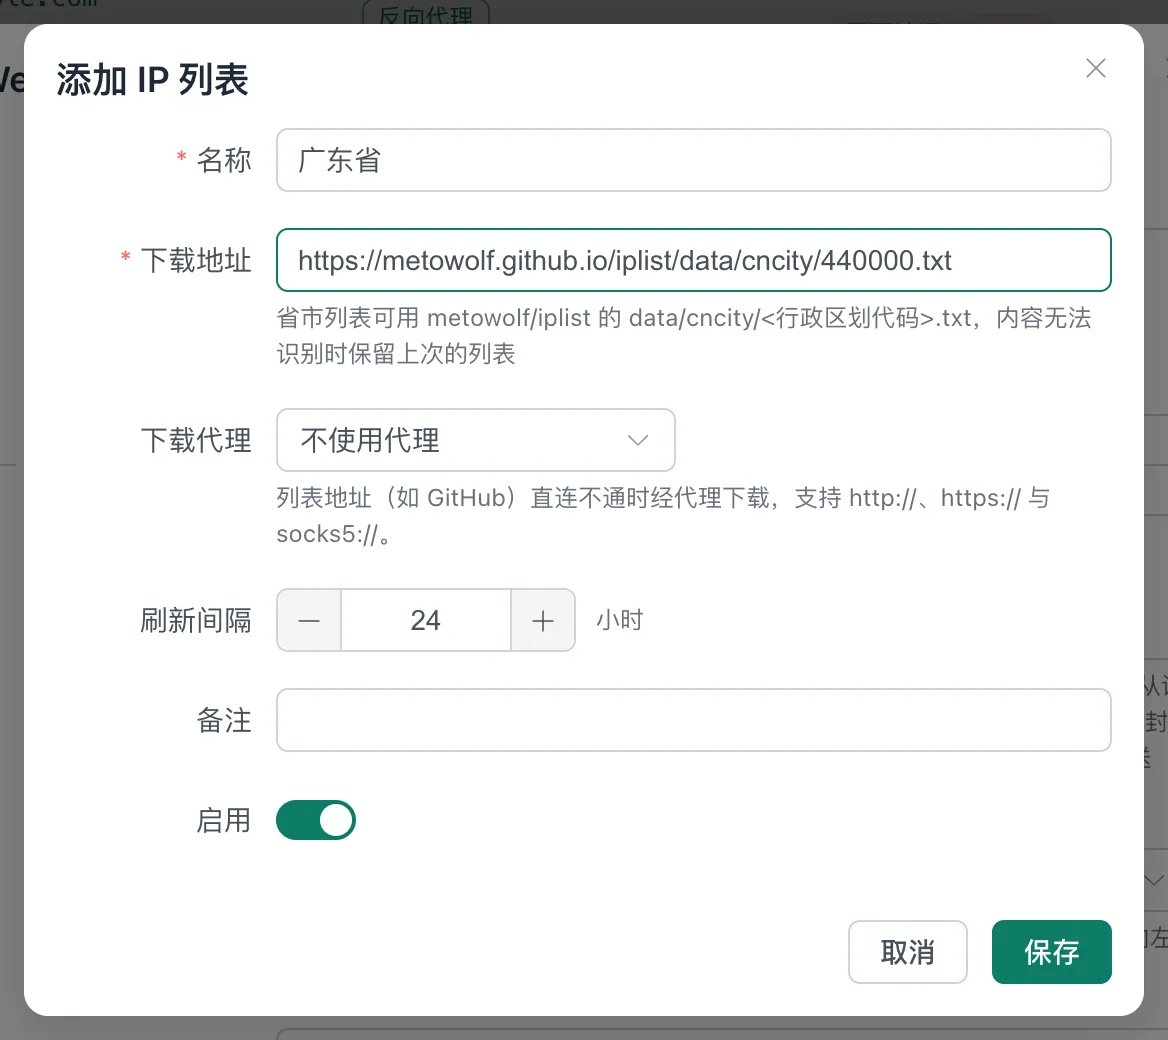 反向代理
添加 IP 列表
* 名称
广东省
* 下载地址
https://metowolf.github.io/iplist/data/cncity/440000.txt
省市列表可用 metowolf/iplist 的 data/cncity/<行政区划代码>.txt，内容无法
识别时保留上次的列表
下载代理
不使用代理
列表地址（如 GitHub）直连不通时经代理下载，支持 http://、https:// 与
socks5://。
刷新间隔
24
小时
备注
启用
取消
保存